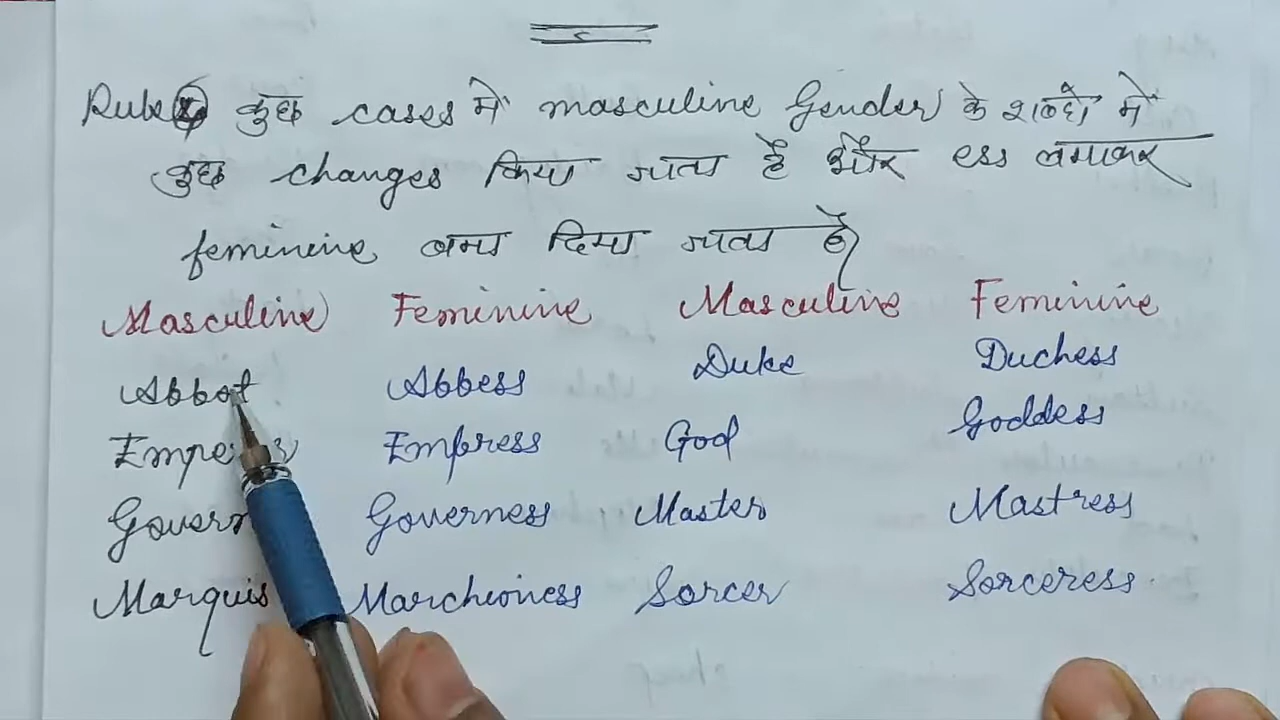 Rule 4 कुछ cases में masculine Gender के शब्दो में
कुछ changes किया जाता है और ess लगाकर
feminine बना दिया जाता है
Masculine Feminine Masculine Feminine
Abbot Abbess Duke Duchess
Empress God Goddess
Governess Master Mastress
Marquis Marchioness Sorcer Sorceress